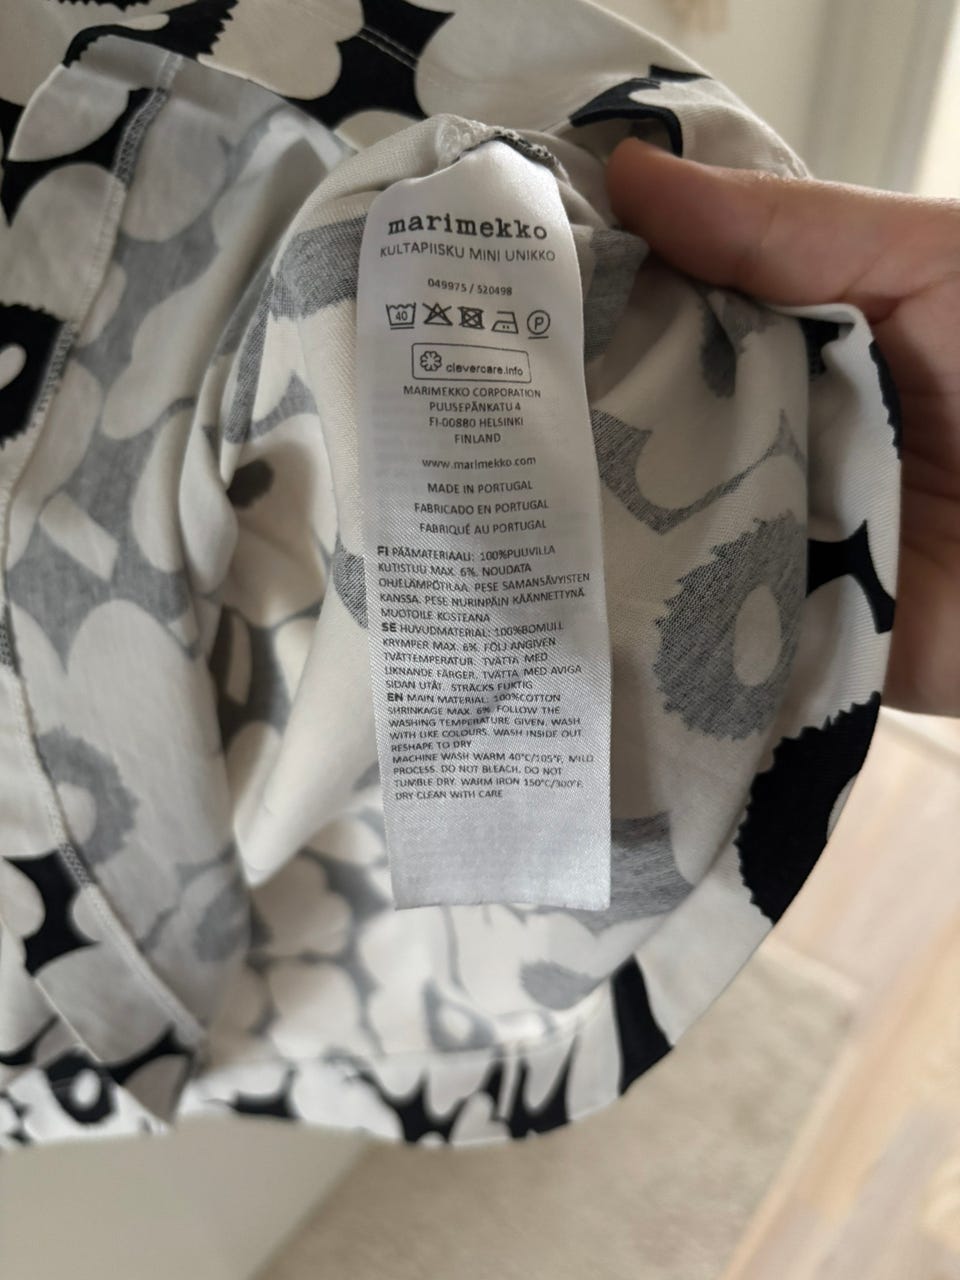 marimekko
KULTAPIISKU MINI UNIKKO
049975 / 520498
40 P
clevercare.info
MARIMEKKO CORPORATION
PUUSEPÄNKATU 4
FI-00880 HELSINKI
FINLAND
www.marimekko.com
MADE IN PORTUGAL
FABRICADO EN PORTUGAL
FABRIQUÉ AU PORTUGAL
FI PÄÄMATERIAALI: 100%PUUVILLA
KUTISTUU MAX. 6%. NOUDATA
OHJELÄMPÖTILAA. PESE SAMANSÄVYISTEN
KANSSA. PESE NURINPÄIN KÄÄNNETTYNÄ.
MUOTOILE KOSTEANA
SE HUVUDMATERIAL: 100%BOMULL
KRYMPER MAX. 6%. FÖLJ ANGIVEN
TVÄTTEMPERATUR. TVÄTTA MED
LIKNANDE FÄRGER. TVÄTTA MED AVIGA
SIDAN UTÅT. STRÄCKS FUKTIG
EN MAIN MATERIAL: 100%COTTON
SHRINKAGE MAX. 6%. FOLLOW THE
WASHING TEMPERATURE GIVEN. WASH
WITH LIKE COLOURS. WASH INSIDE OUT.
RESHAPE TO DRY
MACHINE WASH WARM 40°C/105°F, MILD
PROCESS. DO NOT BLEACH. DO NOT
TUMBLE DRY. WARM IRON 150°C/300°F.
DRY CLEAN WITH CARE